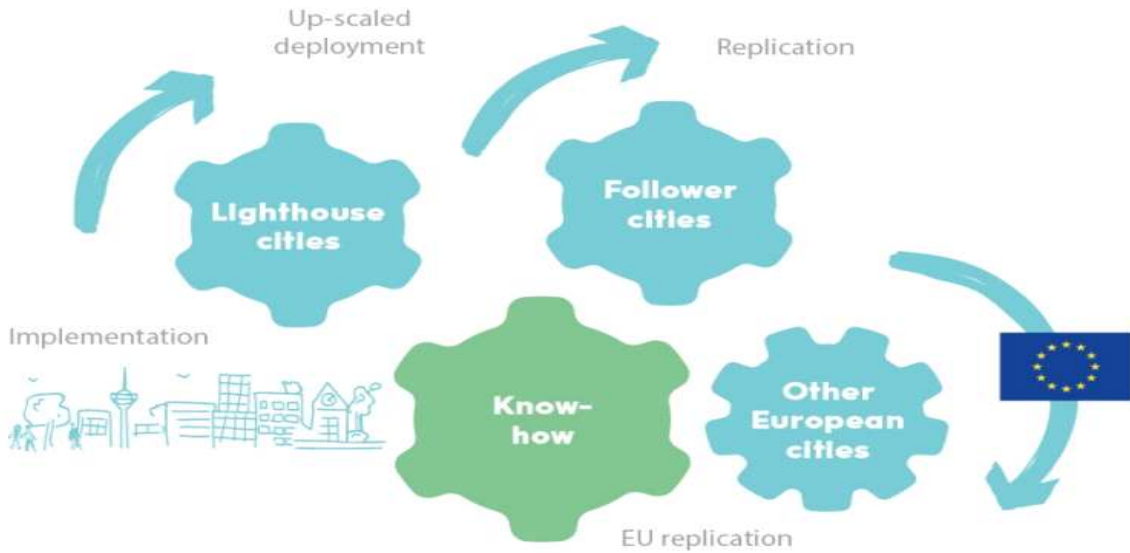 Up-scaled
deployment
Replication
Lighthouse
cities
Follower
cities
Implementation
Know-
how
Other
European
cities
EU replication